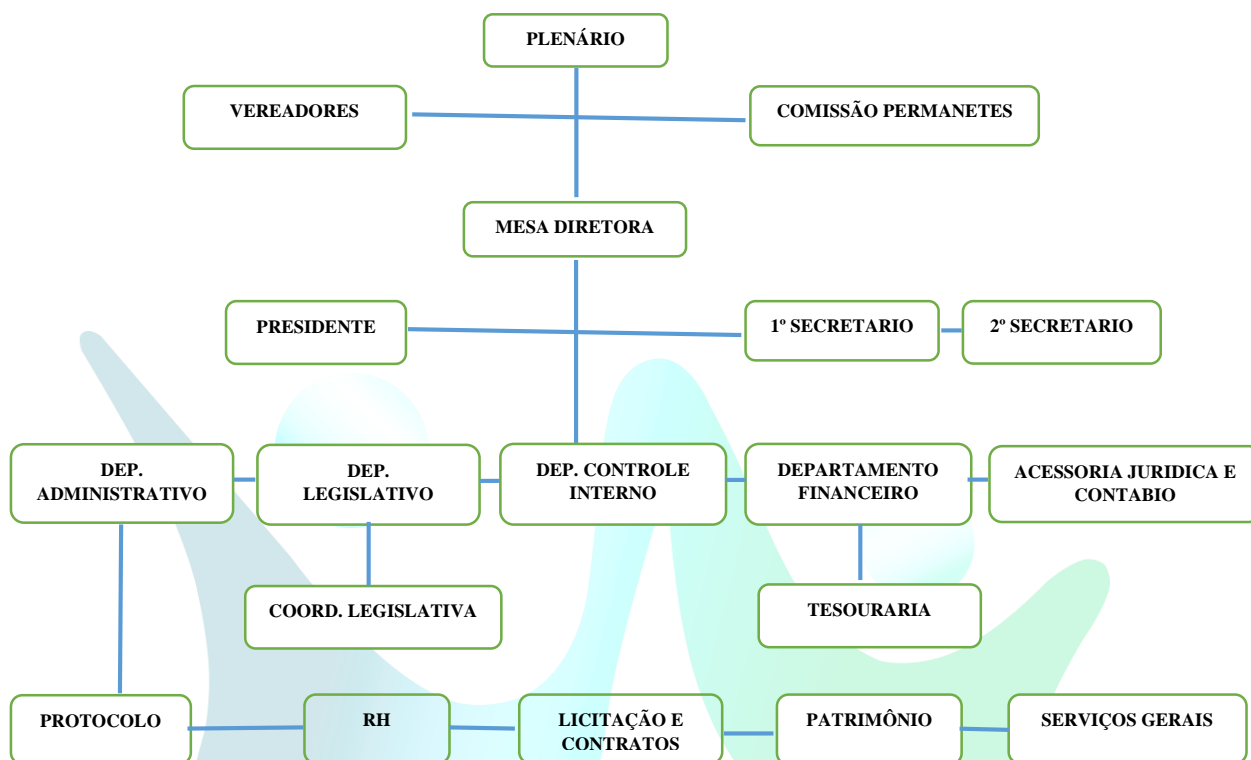 PLENÁRIO
VEREADORES
COMISSÃO PERMANETES
MESA DIRETORA
PRESIDENTE
1º SECRETARIO
2º SECRETARIO
DEP.
ADMINISTRATIVO
DEP.
LEGISLATIVO
DEP. CONTROLE
INTERNO
DEPARTAMENTO
FINANCEIRO
ACESSORIA JURIDICA E
CONTABIO
COORD. LEGISLATIVA
TESOURARIA
PROTOCOLO
RH
LICITAÇÃO E
CONTRATOS
PATRIMÔNIO
SERVIÇOS GERAIS